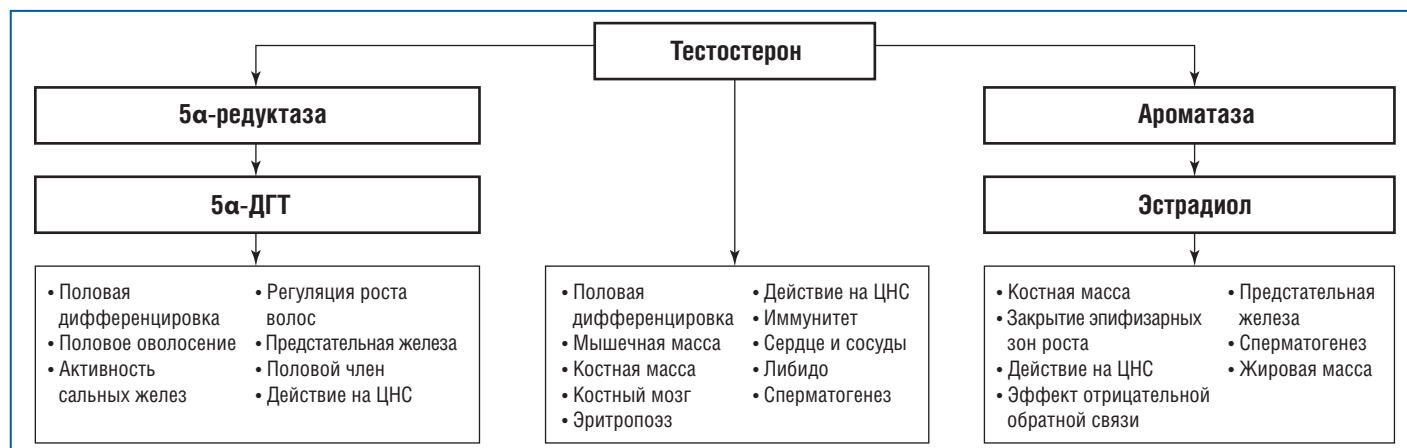 Тестостерон
5α-редуктаза
Ароматаза
5α-ДГТ
Эстрадиол
• Половая
дифференцировка
• Половое оволосение
• Активность
сальных желез
• Регуляция роста
волос
• Предстательная железа
• Половой член
• Действие на ЦНС
• Половая
дифференцировка
• Мышечная масса
• Костная масса
• Костный мозг
• Эритропоэз
• Действие на ЦНС
• Иммунитет
• Сердце и сосуды
• Либидо
• Сперматогенез
• Костная масса
• Закрытие эпифизарных
зон роста
• Действие на ЦНС
• Эффект отрицательной
обратной связи
• Предстательная
железа
• Сперматогенез
• Жировая масса